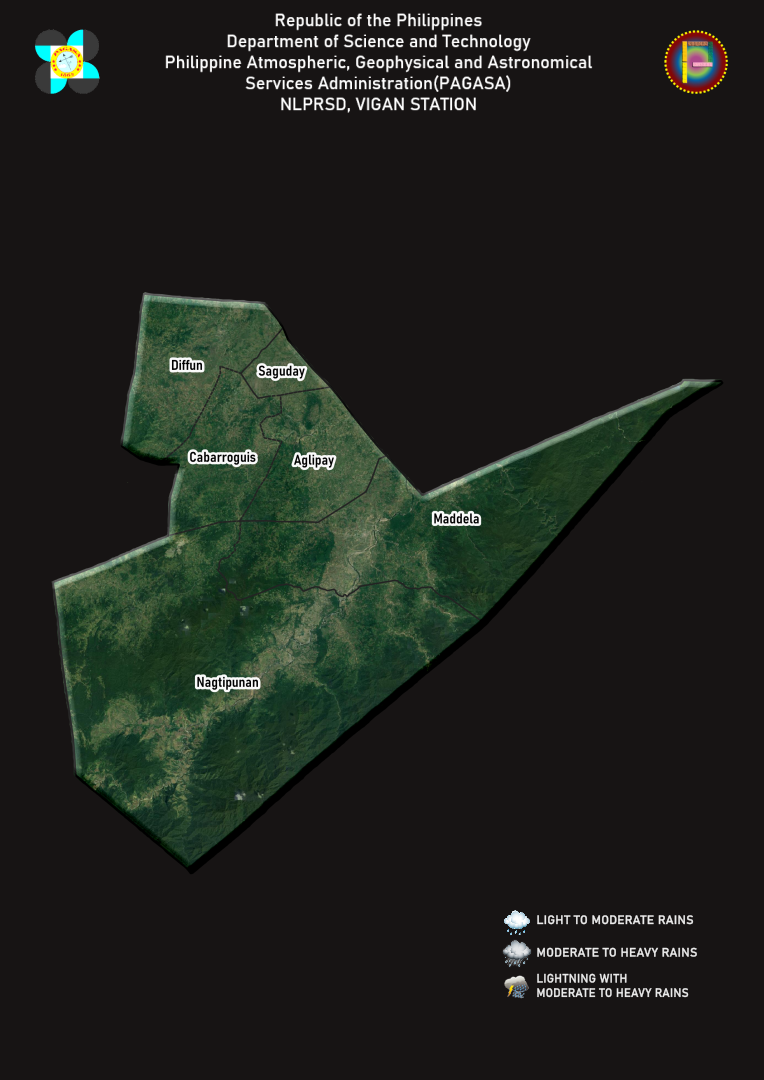 Republic of the Philippines
Department of Science and Technology
Philippine Atmospheric, Geophysical and Astronomical
Services Administration(PAGASA)
NLPRSD, VIGAN STATION
PAGASA
Diffun
Saguday
Cabarroguis
Aglipay
Maddela
Nagtipunan
LIGHT TO MODERATE RAINS
MODERATE TO HEAVY RAINS
LIGHTNING WITH
MODERATE TO HEAVY RAINS